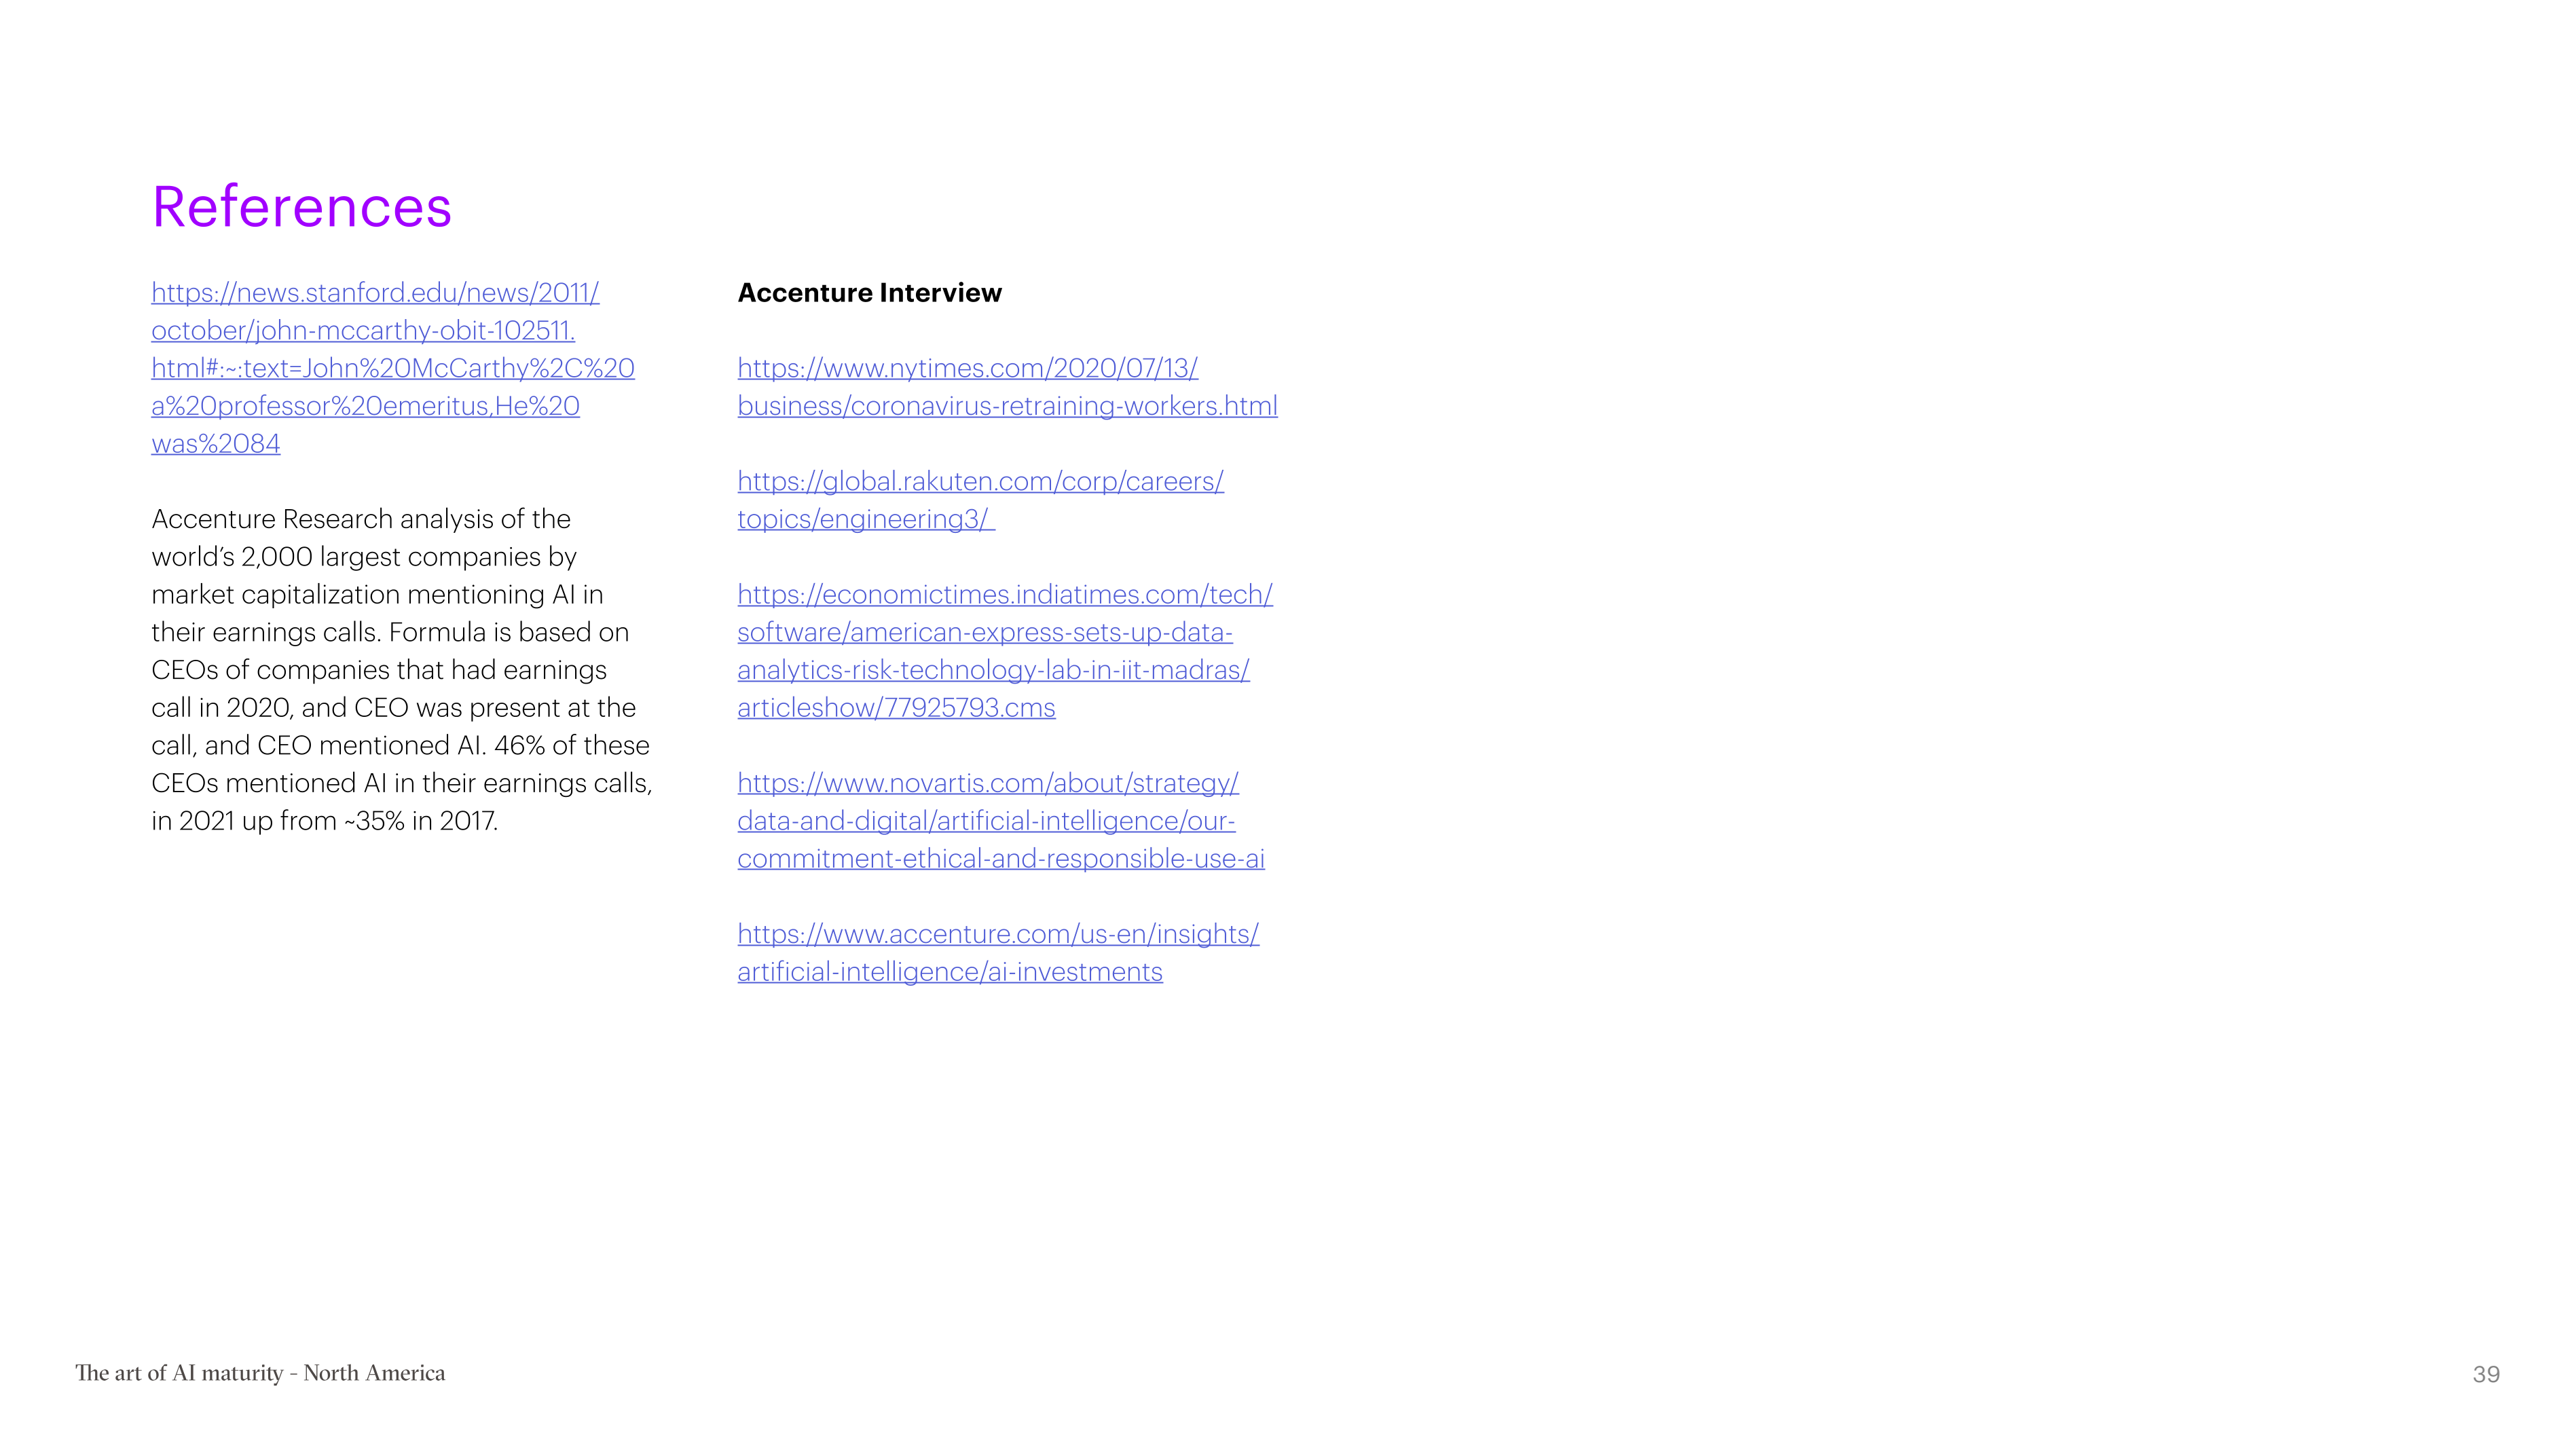 References
https://news.stanford.edu/news/2011/
october/john-mccarthy-obit-102511.
html#:~:text=John%20McCarthy%2C%20
a%20professor%20emeritus,He%20
was%2084
Accenture Research analysis of the
world’s 2,000 largest companies by
market capitalization mentioning AI in
their earnings calls. Formula is based on
CEOs of companies that had earnings
call in 2020, and CEO was present at the
call, and CEO mentioned AI. 46% of these
CEOs mentioned AI in their earnings calls,
in 2021 up from ~35% in 2017.
Accenture Interview
https://www.nytimes.com/2020/07/13/
business/coronavirus-retraining-workers.html
https://global.rakuten.com/corp/careers/
topics/engineering3/
https://economictimes.indiatimes.com/tech/
software/american-express-sets-up-data-
analytics-risk-technology-lab-in-iit-madras/
articleshow/77925793.cms
https://www.novartis.com/about/strategy/
data-and-digital/artificial-intelligence/our-
commitment-ethical-and-responsible-use-ai
https://www.accenture.com/us-en/insights/
artificial-intelligence/ai-investments
The art of AI maturity - North America
39